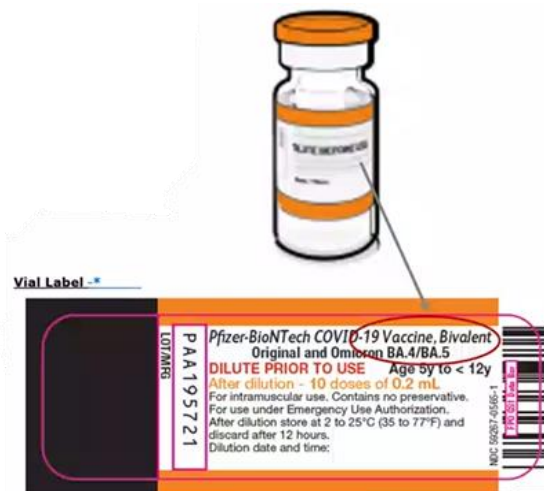 DILUTE BEFORE USE
Vial Label -*
LOT/MFG
PAA195721
Pfizer-BioNTech COVID-19 Vaccine, Bivalent
Original and Omicron BA.4/BA.5
DILUTE PRIOR TO USE Age 5y to < 12y
After dilution - 10 doses of 0.2 mL
For intramuscular use. Contains no preservative.
For use under Emergency Use Authorization.
After dilution store at 2 to 25°C (35 to 77°F) and
discard after 12 hours.
Dilution date and time:
NDC 59267-0565-1